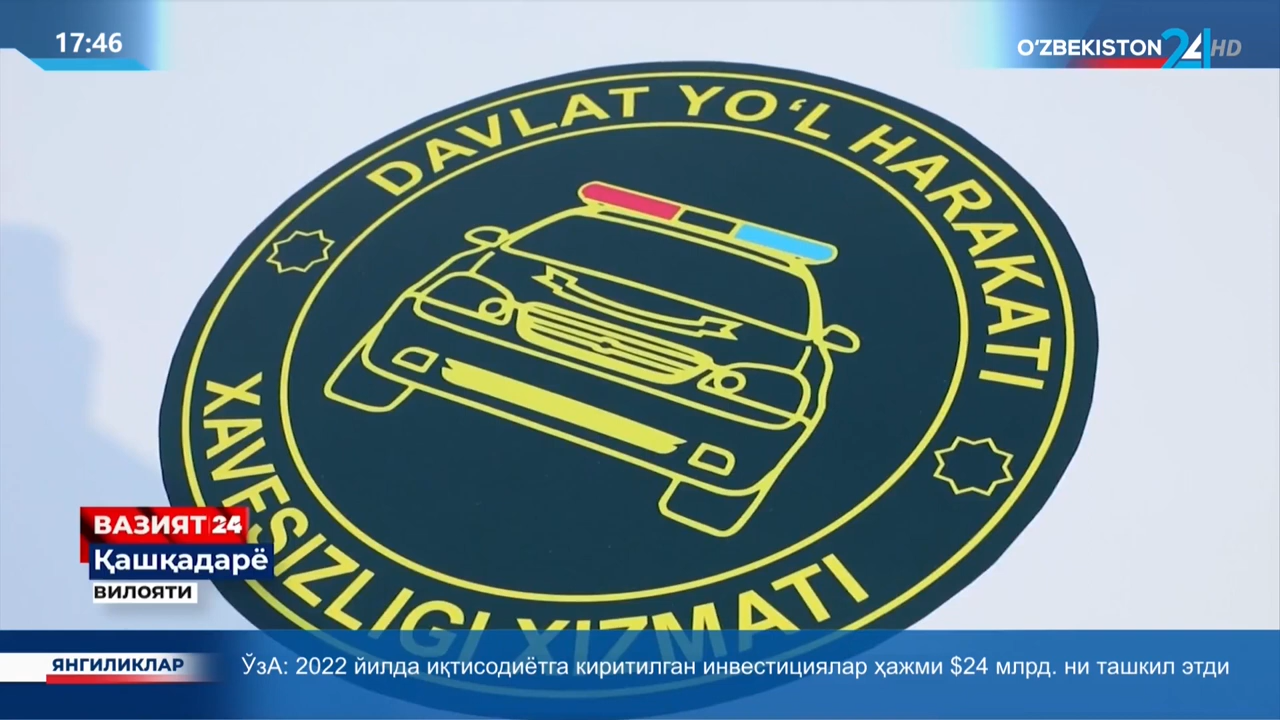 17:46
O‘ZBEKISTON 24 HD
DAVLAT YO‘L HARAKATI
XAVFSIZLIGI XIZMATI
ВАЗИЯТ 24
Қашқадарё
ВИЛОЯТИ
ЯНГИЛИКЛАР
ЎзА: 2022 йилда иқтисодиётга киритилган инвестициялар ҳажми $24 млрд. ни ташкил этди